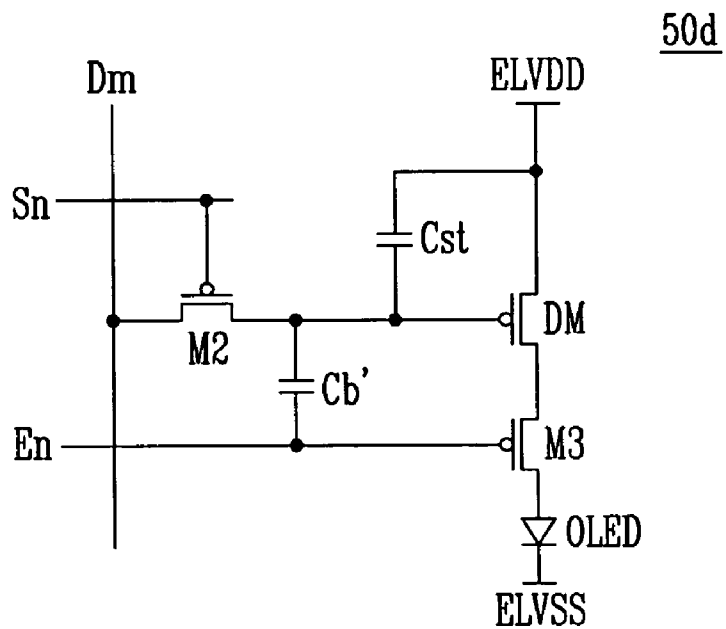 50d
Dm
ELVDD
Sn
Cst
M2
DM
Cb'
En
M3
OLED
ELVSS